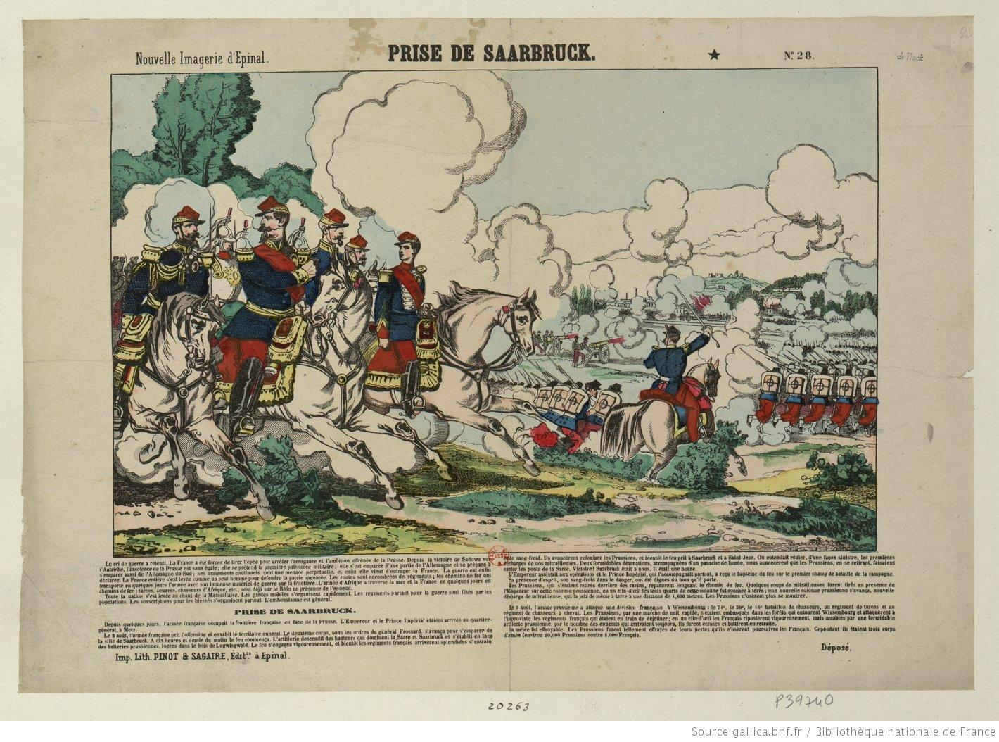 Nouvelle Imagerie d'Epinal.
PRISE DE SAARBRUCK.
★
Nº 28.
de Vinck
Le cri de guerre a retenti. La France a été forcée de tirer l'épée pour arrêter l'arrogance et l'ambition effrénée de la Prusse. Depuis la victoire de Sadowa sur
l'Autriche, l'insolence de la Prusse est sans égale; elle se prétend la première puissance militaire; elle s'est emparée d'une partie de l'Allemagne et se prépare à
s'emparer aussi de l'Allemagne du Sud; ses armements continuels sont une menace perpétuelle, et enfin elle vient d'outrager la France. La guerre est enfin
déclarée. La France entière s'est levée comme un seul homme pour défendre la patrie menacée. Les routes sont encombrées de régiments; les chemins de fer ont
transporté en quelques jours l'armée avec son immense matériel de guerre sur la frontière. L'armée d'Afrique a traversé la mer et la France en quelques jours en
chemins de fer: turcos, zouaves, chasseurs d'Afrique, etc., sont déjà sur le Rhin en présence de l'ennemi.
Toute la nation s'est levée au chant de la Marseillaise. Les gardes mobiles s'organisent rapidement. Les régiments partant pour la guerre sont fêtés par les
populations. Les souscriptions pour les blessés s'organisent partout. L'enthousiasme est général.
PRISE DE SAARBRUCK.
Depuis quelques jours, l'armée française occupait la frontière française en face de la Prusse. L'Empereur et le Prince Impérial étaient arrivés au quartier-
général, à Metz.
Le 2 août, l'armée française prit l'offensive et envahit le territoire ennemi. Le deuxième corps, sous les ordres du général Frossard, s'avança pour s'emparer de
la ville de Saarbruck. A dix heures et demie du matin le feu commença. L'artillerie descendit des hauteurs qui dominent la Sarre et Saarbruck et s'établit en face
des batteries prussiennes, logées dans le bois de Lugwisgwald. Le feu s'engagea vigoureusement, et bientôt les régiments français arrivèrent splendides d'entrain
et de sang-froid. Ils avancèrent refoulant les Prussiens, et bientôt le feu prit à Saarbruck et à Saint-Jean. On entendait rouler, d'une façon sinistre, les premières
décharges de nos mitrailleuses. Deux formidables détonations, accompagnées d'un panache de fumée, nous annoncèrent que les Prussiens, en se retirant, faisaient
sauter les ponts de la Sarre. Victoire! Saarbruck était à nous. Il était une heure.
L'Empereur assistait aux opérations et le Prince Impérial, qui l'accompagnait partout, a reçu le baptême du feu sur le premier champ de bataille de la campagne.
Sa présence d'esprit, son sang-froid dans le danger, ont été dignes du nom qu'il porte.
Les Prussiens, qui s'étaient retirés derrière des ravins, reparurent longeant le chemin de fer. Quelques coups de mitrailleuses furent tirés en présence de
l'Empereur sur cette colonne prussienne, en un clin-d'œil les trois quarts de cette colonne fut couchée à terre; une nouvelle colonne prussienne s'avança, nouvelle
décharge de mitrailleuse, qui la jeta de même à terre à une distance de 1,600 mètres. Les Prussiens n'osèrent plus se montrer.
Le 5 août, l'armée prussienne a attaqué une division française à Wissembourg: le 74e, le 50e, le 16e bataillon de chasseurs, un régiment de turcos et un
régiment de chasseurs à cheval. Les Prussiens, par une marche de nuit rapide, s'étaient embusqués dans les forêts qui entourent Wissembourg et attaquèrent à
l'improviste les régiments français qui étaient en train de déjeûner; en un clin-d'œil les Français ripostèrent vigoureusement, mais accablés par une formidable
artillerie prussienne, par le nombre des ennemis qui arrivaient toujours, ils furent écrasés et battirent en retraite.
la mêlée fut effroyable. Les Prussiens furent tellement effrayés de leurs pertes qu'ils n'osèrent poursuivre les Français. Cependant ils étaient trois corps
d'armée (environ 80,000 Prussiens contre 8.000 Français.
Imp. Lith. PINOT & SAGAIRE, Édit.rs à Epinal.
Déposé.
20263
P39740
Source gallica.bnf.fr / Bibliothèque nationale de France